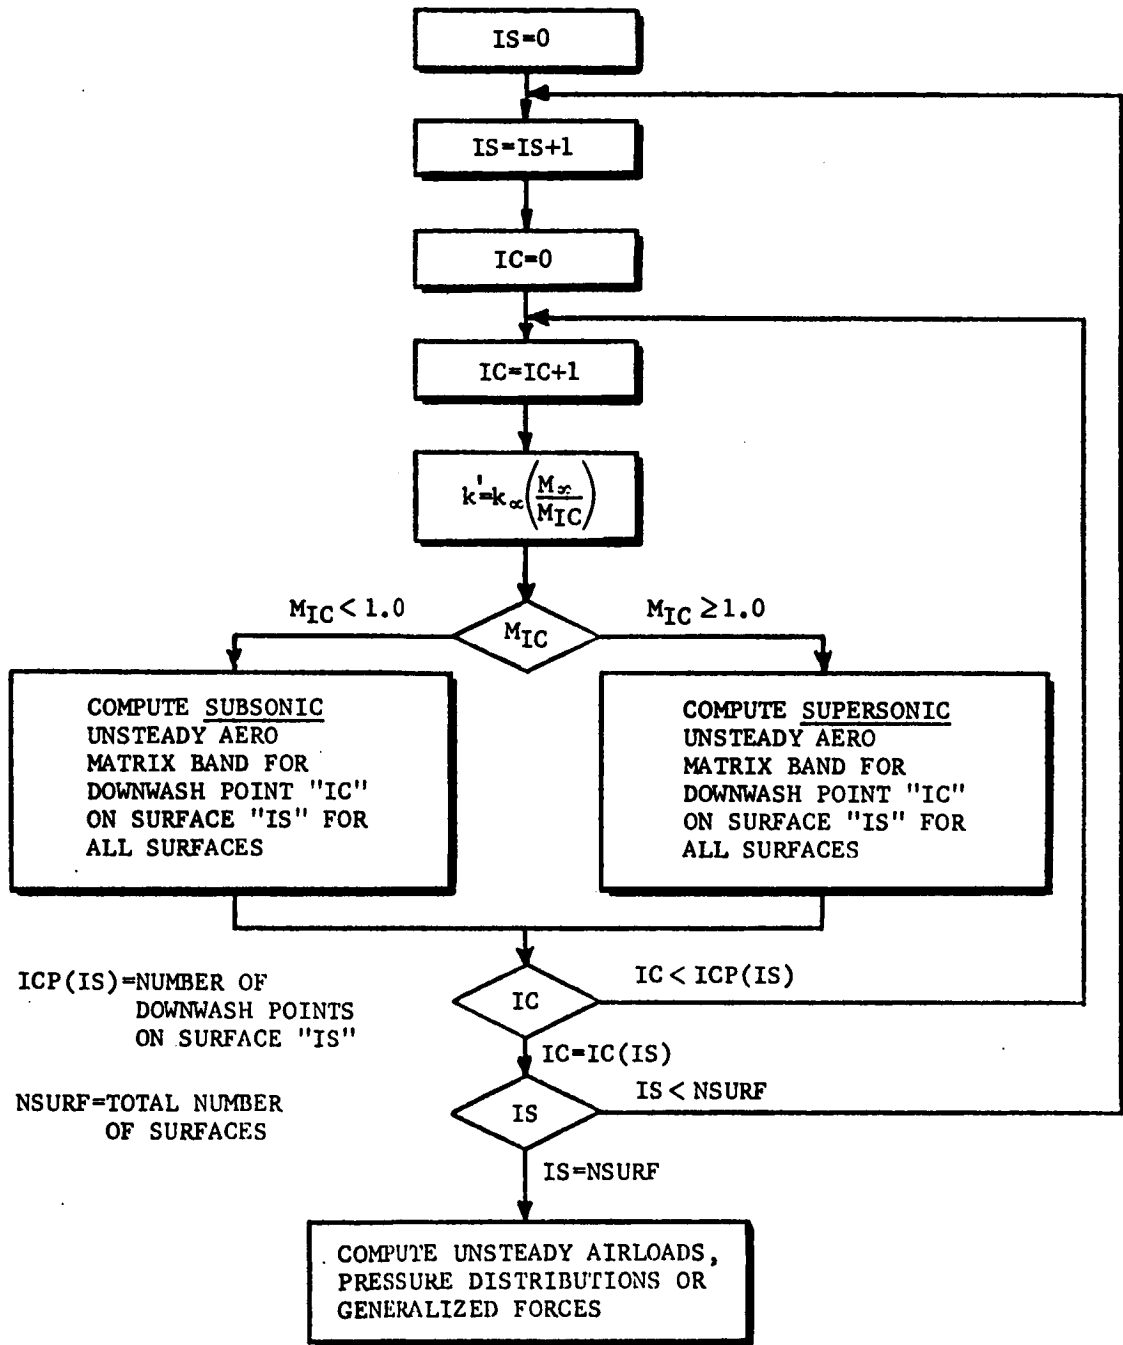 IS=0
IS=IS+1
IC=0
IC=IC+1
k'=k∝(M∞/MIC)
MIC < 1.0
MIC
MIC ≥ 1.0
COMPUTE SUBSONIC
UNSTEADY AERO
MATRIX BAND FOR
DOWNWASH POINT "IC"
ON SURFACE "IS" FOR
ALL SURFACES
COMPUTE SUPERSONIC
UNSTEADY AERO
MATRIX BAND FOR
DOWNWASH POINT "IC"
ON SURFACE "IS" FOR
ALL SURFACES
ICP(IS)=NUMBER OF
DOWNWASH POINTS
ON SURFACE "IS"
IC
IC < ICP(IS)
IC=IC(IS)
NSURF=TOTAL NUMBER
OF SURFACES
IS
IS < NSURF
IS=NSURF
COMPUTE UNSTEADY AIRLOADS,
PRESSURE DISTRIBUTIONS OR
GENERALIZED FORCES